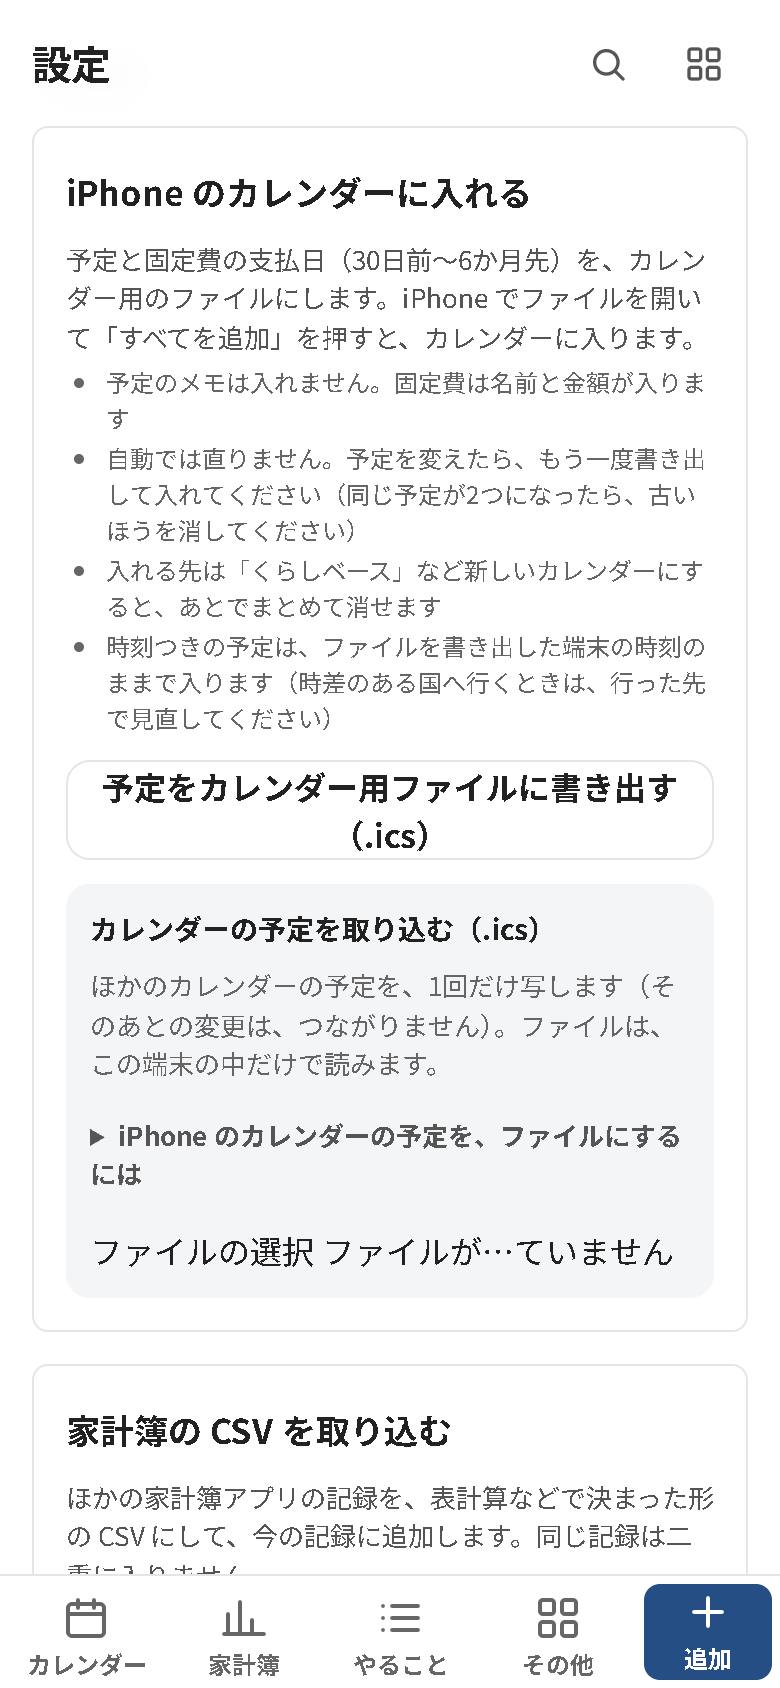 設定
iPhone のカレンダーに入れる
予定と固定費の支払日（30日前〜6か月先）を、カレン
ダー用のファイルにします。iPhone でファイルを開い
て「すべてを追加」を押すと、カレンダーに入ります。
• 予定のメモは入れません。固定費は名前と金額が入りま
す
• 自動では直りません。予定を変えたら、もう一度書き出
して入れてください（同じ予定が2つになったら、古い
ほうを消してください）
• 入れる先は「くらしベース」など新しいカレンダーにす
ると、あとでまとめて消せます
• 時刻つきの予定は、ファイルを書き出した端末の時刻の
ままで入ります（時差のある国へ行くときは、行った先
で見直してください）
予定をカレンダー用ファイルに書き出す
（.ics）
カレンダーの予定を取り込む（.ics）
ほかのカレンダーの予定を、1回だけ写します（そ
のあとの変更は、つながりません）。ファイルは、
この端末の中だけで読みます。
▶ iPhone のカレンダーの予定を、ファイルにする
には
ファイルの選択 ファイルが…ていません
家計簿の CSV を取り込む
ほかの家計簿アプリの記録を、表計算などで決まった形
の CSV にして、今の記録に追加します。同じ記録は二
重に入りません
カレンダー
家計簿
やること
その他
追加